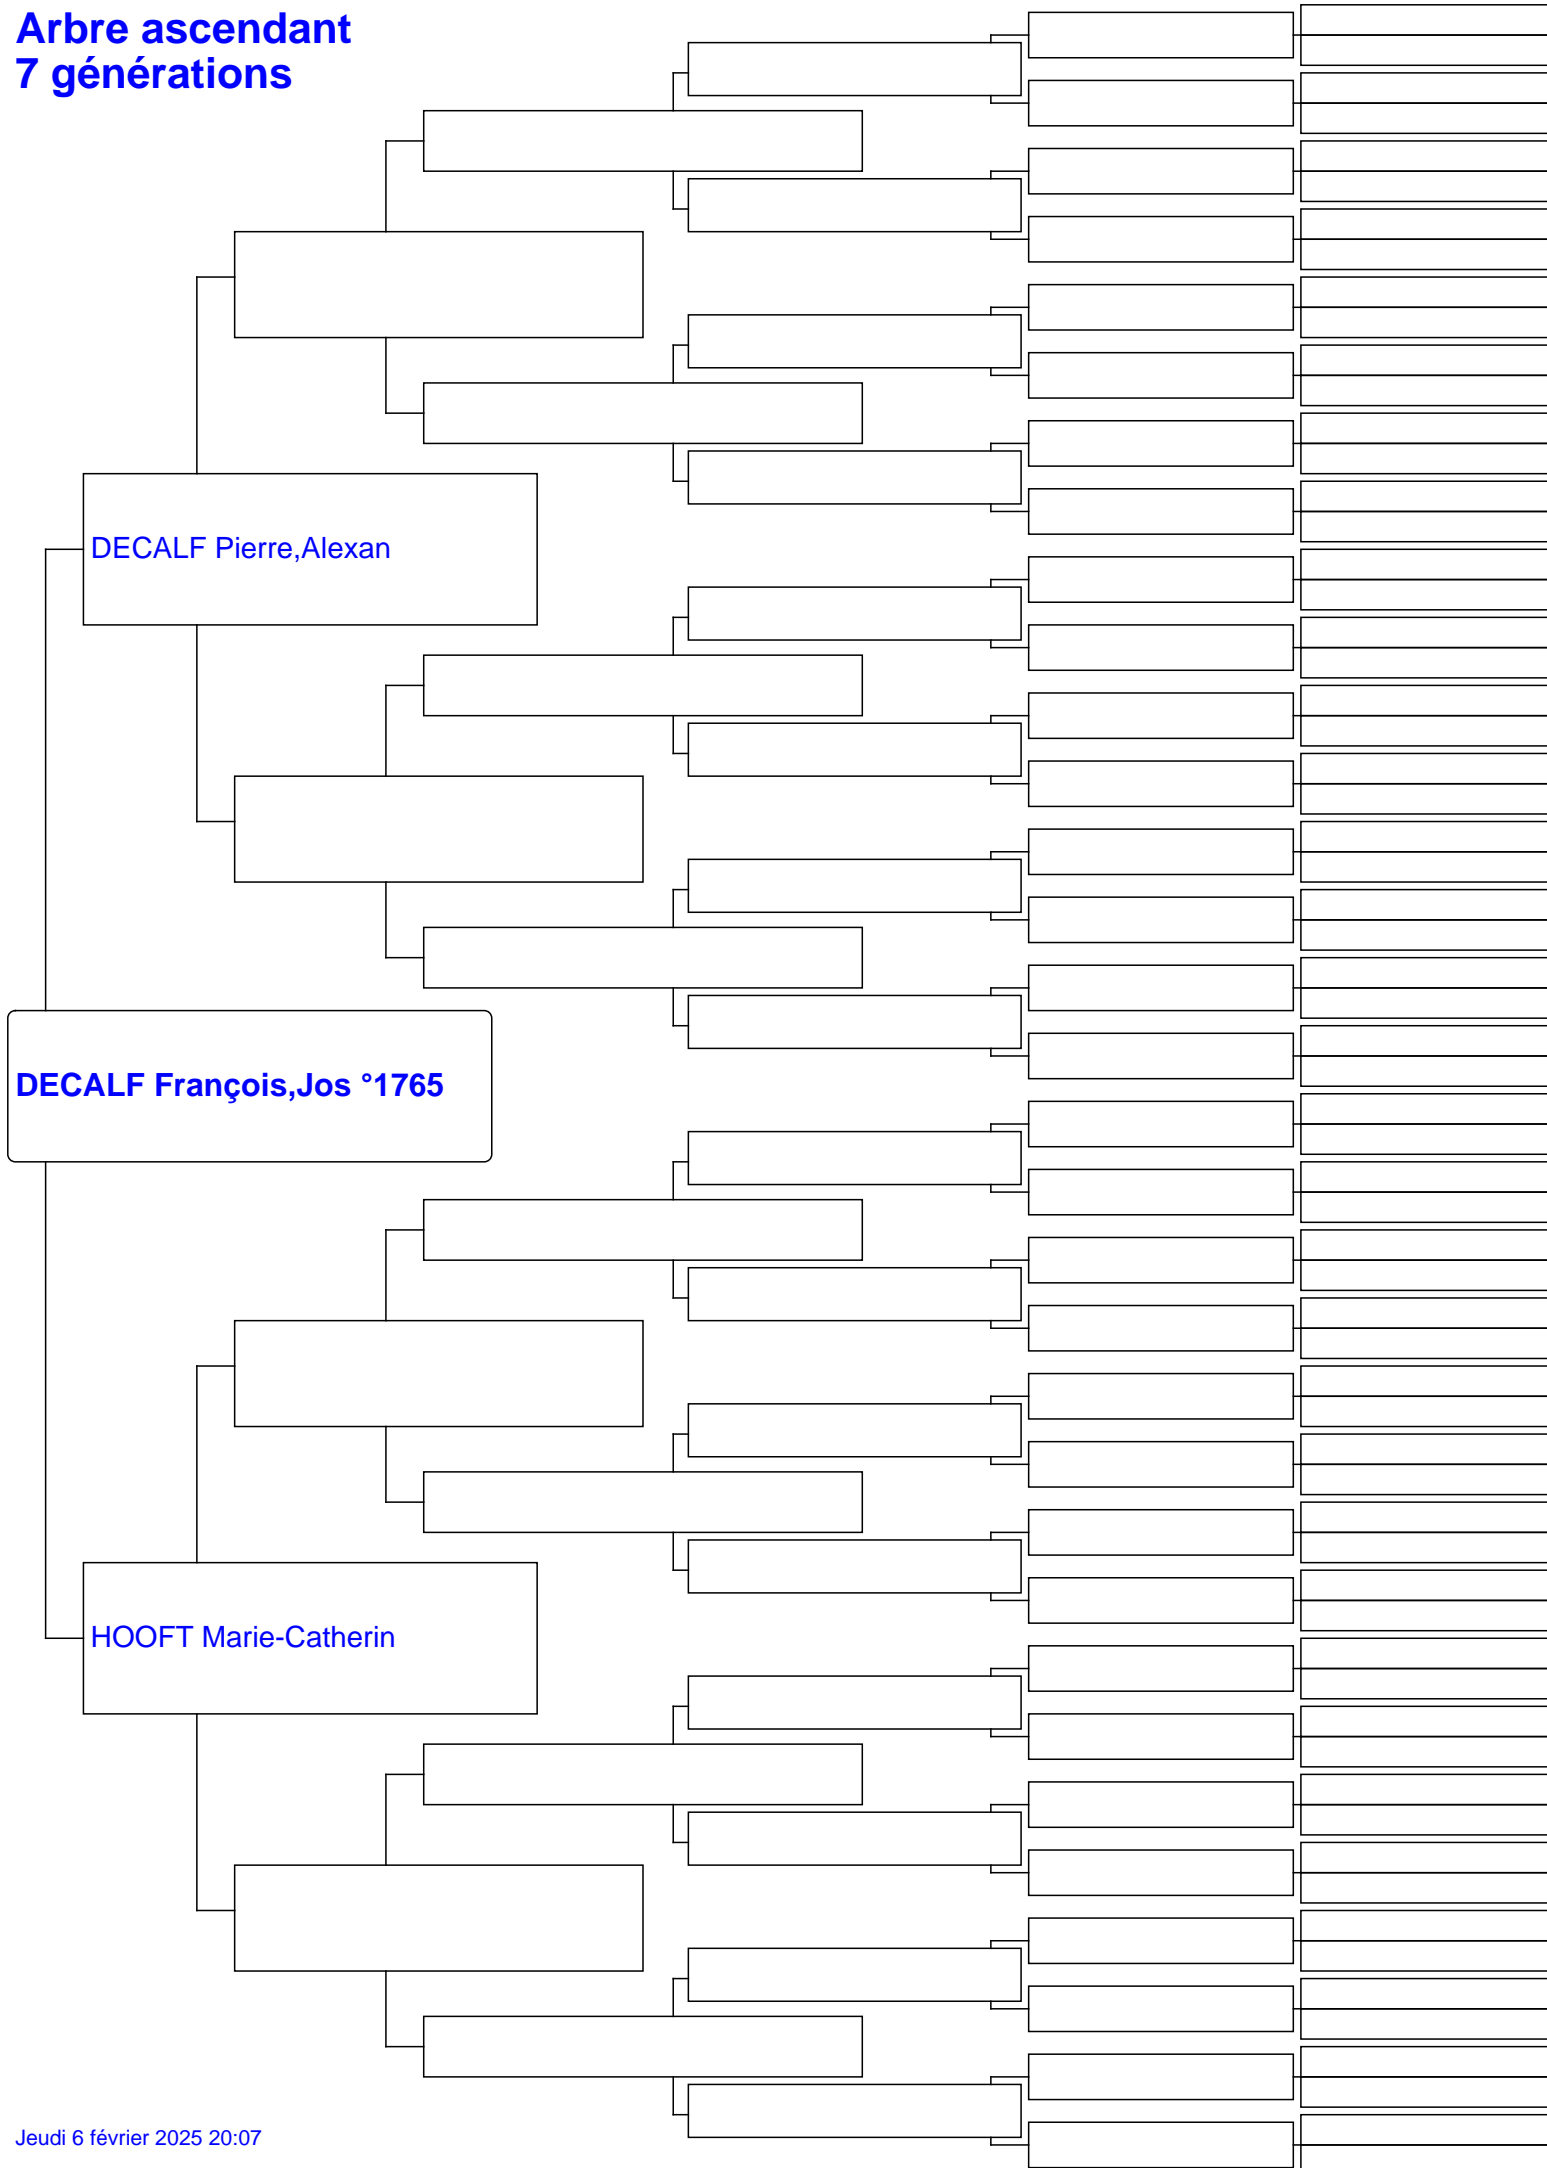 Arbre ascendant
7 générations
DECALF Pierre,Alexan
DECALF François,Jos °1765
HOOFT Marie-Catherin
Jeudi 6 février 2025 20:07